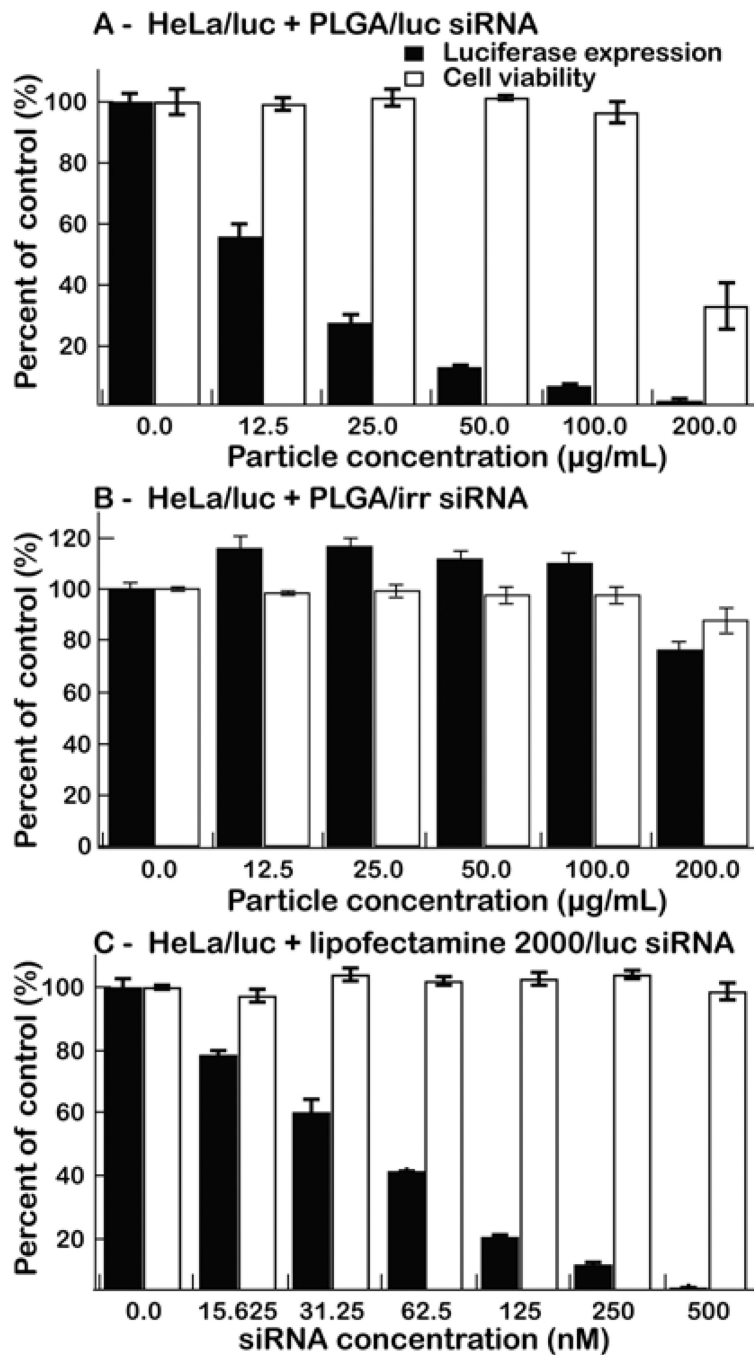 A - HeLa/luc + PLGA/luc siRNA
Luciferase expression
Cell viability
Percent of control (%)
100
80
60
40
20
0.0 12.5 25.0 50.0 100.0 200.0
Particle concentration (µg/mL)
B - HeLa/luc + PLGA/irr siRNA
Percent of control (%)
120
100
80
60
40
20
0
0.0 12.5 25.0 50.0 100.0 200.0
Particle concentration (µg/mL)
C - HeLa/luc + lipofectamine 2000/luc siRNA
Percent of control (%)
100
80
60
40
20
0.0 15.625 31.25 62.5 125 250 500
siRNA concentration (nM)